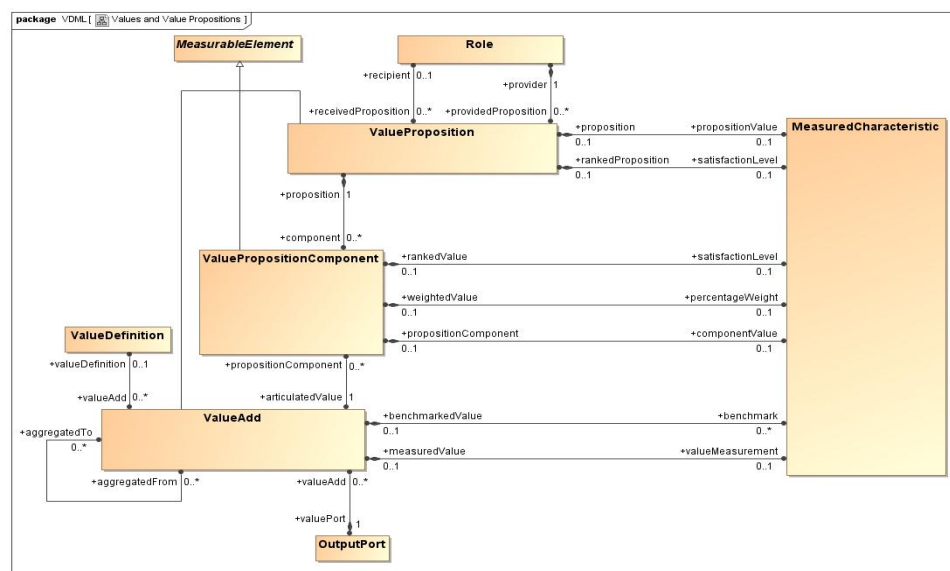 package VDML [ Values and Value Propositions ]
MeasurableElement
Role
+recipient 0..1
+provider 1
+receivedProposition 0..*
+providedProposition 0..*
ValueProposition
+proposition
0..1
+propositionValue
0..1
+rankedProposition
0..1
+satisfactionLevel
0..1
MeasuredCharacteristic
+proposition 1
+component 0..*
ValuePropositionComponent
+rankedValue
0..1
+satisfactionLevel
0..1
+weightedValue
0..1
+percentageWeight
0..1
+propositionComponent
0..1
+componentValue
0..1
ValueDefinition
+valueDefinition 0..1
+valueAdd 0..*
+propositionComponent 0..*
+articulatedValue 1
ValueAdd
+aggregatedTo
0..*
+aggregatedFrom 0..*
+benchmarkedValue
0..1
+benchmark
0..*
+measuredValue
0..1
+valueMeasurement
0..1
+valueAdd 0..*
+valuePort 1
OutputPort